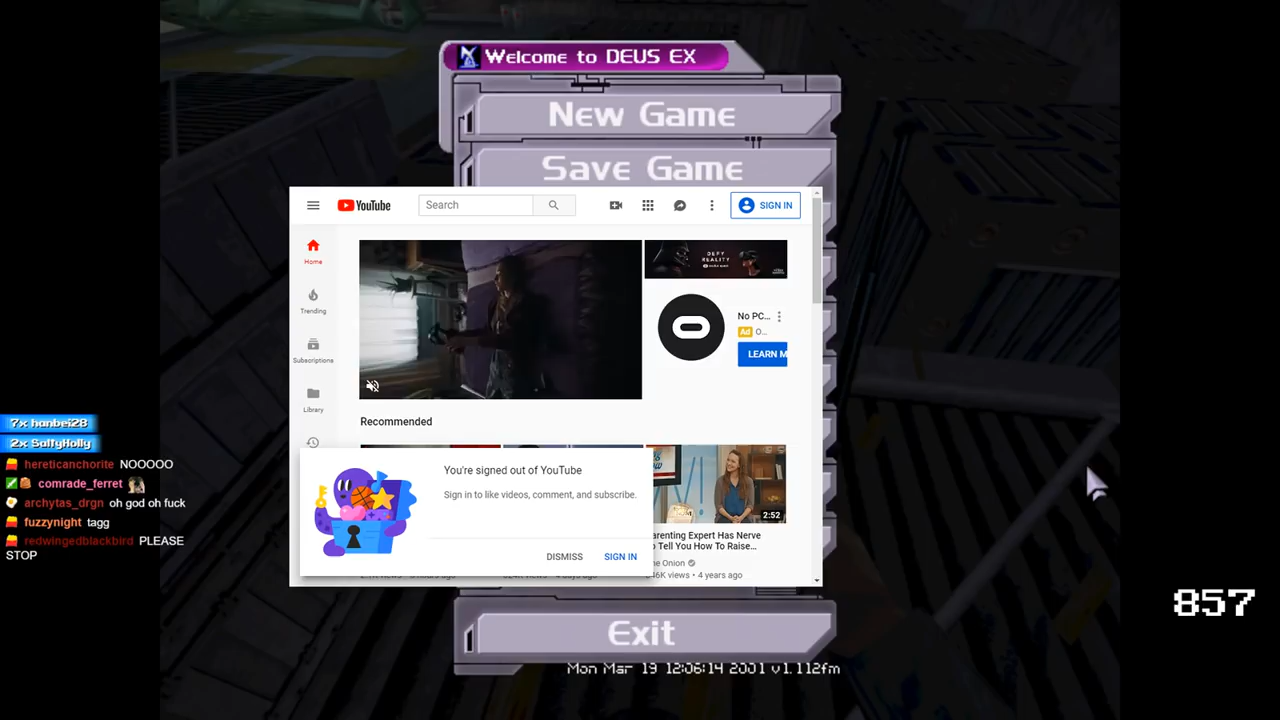 Welcome to DEUS EX
New Game
Save Game
YouTube
Search
SIGN IN
Home
Trending
Subscriptions
Library
DEFY
REALITY
No PC...
Ad O...
LEARN M
Recommended
You're signed out of YouTube
Sign in to like videos, comment, and subscribe.
DISMISS
SIGN IN
2:52
arenting Expert Has Nerve
o Tell You How To Raise...
he Onion
46K views • 4 years ago
7x hanbei28
2x SaltyHolly
hereticanchorite NOOOOO
comrade_ferret
archytas_drgn oh god oh fuck
fuzzynight tagg
redwingedblackbird PLEASE
STOP
857
Exit
Mon Mar 19 12:06:14 2001 v1.112fm